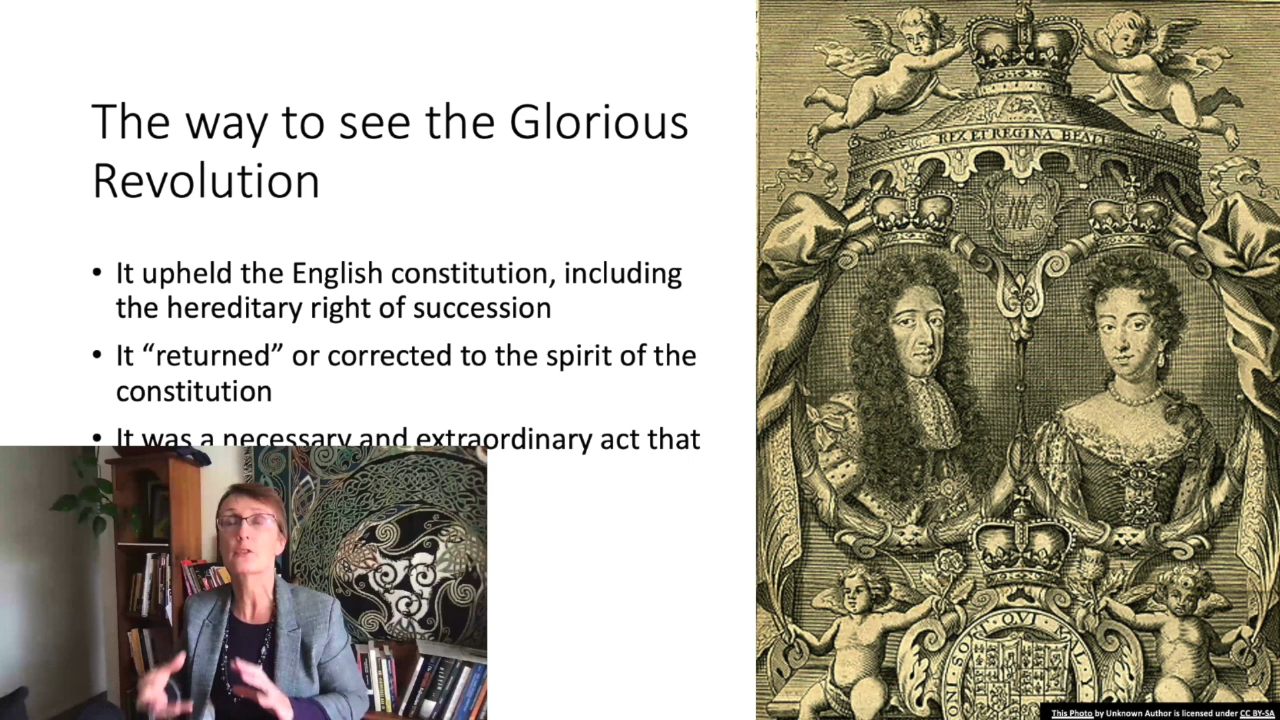 The way to see the Glorious
Revolution
• It upheld the English constitution, including
the hereditary right of succession
• It “returned” or corrected to the spirit of the
constitution
• It was a necessary and extraordinary act that
REX ET REGINA BEATI
This Photo by Unknown Author is licensed under CC BY-SA